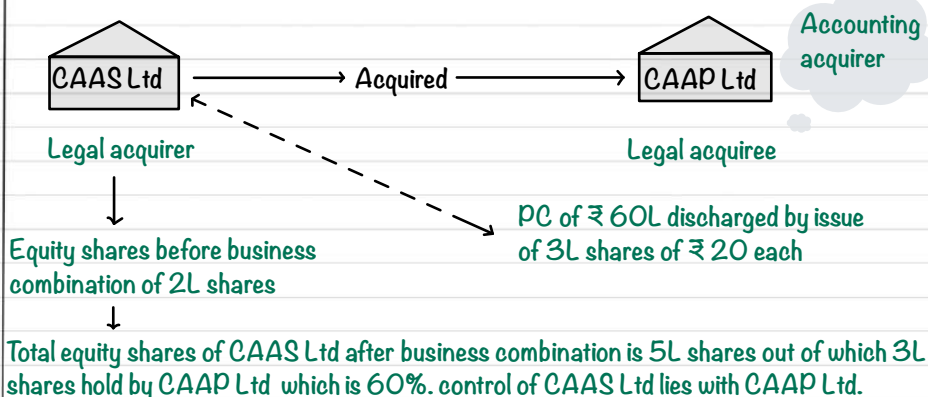 CAAS Ltd
Acquired
CAAP Ltd
Accounting
acquirer
Legal acquirer
Legal acquiree
PC of ₹ 60L discharged by issue
of 3L shares of ₹ 20 each
Equity shares before business
combination of 2L shares
Total equity shares of CAAS Ltd after business combination is 5L shares out of which 3L
shares hold by CAAP Ltd which is 60%. control of CAAS Ltd lies with CAAP Ltd.